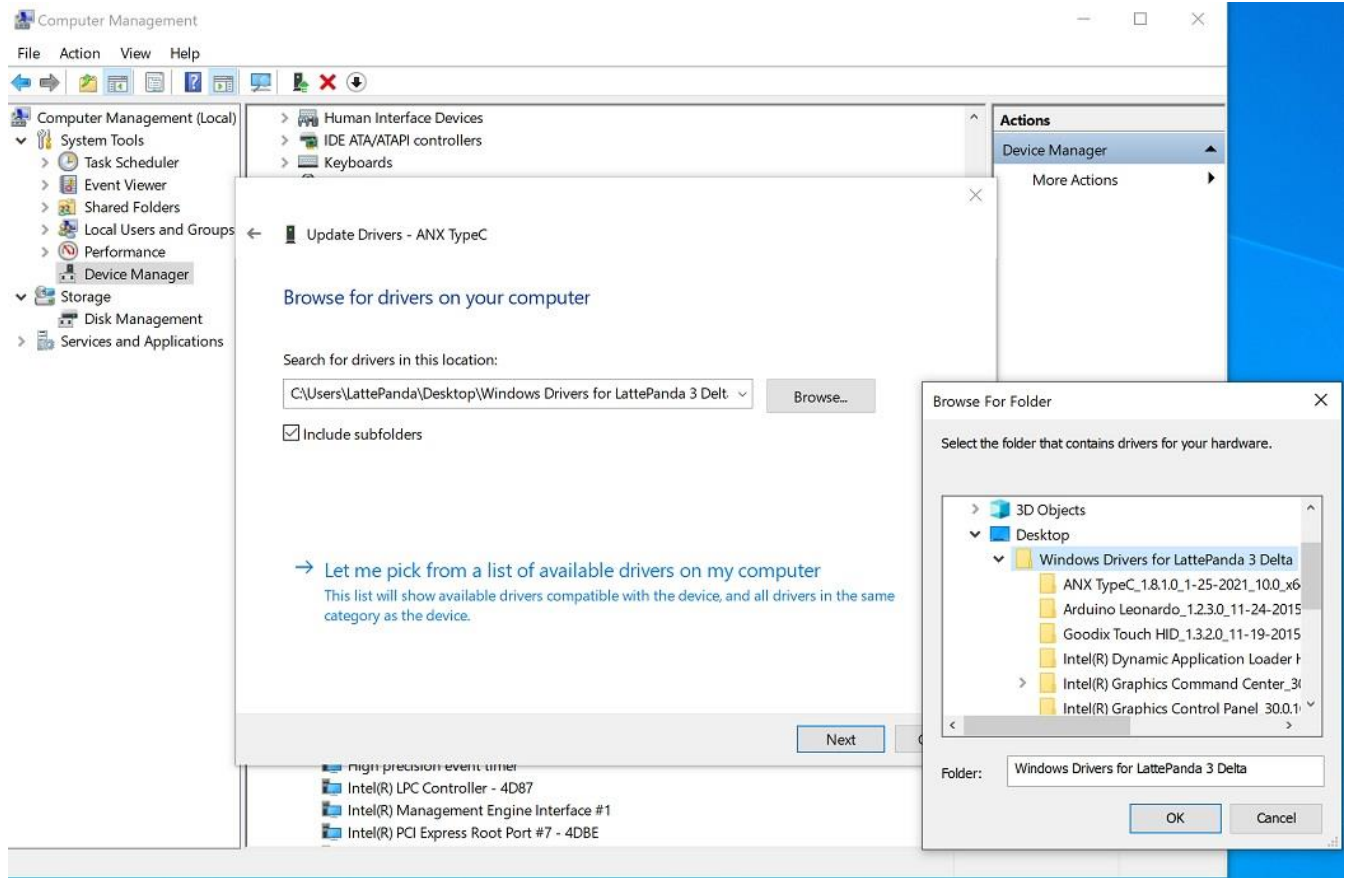 Computer Management
File Action View Help
Computer Management (Local)
System Tools
Task Scheduler
Event Viewer
Shared Folders
Local Users and Groups
Performance
Device Manager
Storage
Disk Management
Services and Applications
Human Interface Devices
IDE ATA/ATAPI controllers
Keyboards
Actions
Device Manager
More Actions
Update Drivers - ANX TypeC
Browse for drivers on your computer
Search for drivers in this location:
C:\Users\LattePanda\Desktop\Windows Drivers for LattePanda 3 Delt
Browse...
Include subfolders
Let me pick from a list of available drivers on my computer
This list will show available drivers compatible with the device, and all drivers in the same
category as the device.
Next
High precision event timer
Intel(R) LPC Controller - 4D87
Intel(R) Management Engine Interface #1
Intel(R) PCI Express Root Port #7 - 4DBE
Browse For Folder
Select the folder that contains drivers for your hardware.
3D Objects
Desktop
Windows Drivers for LattePanda 3 Delta
ANX TypeC_1.8.1.0_1-25-2021_10.0_x6
Arduino Leonardo_1.2.3.0_11-24-2015
Goodix Touch HID_1.3.2.0_11-19-2015
Intel(R) Dynamic Application Loader H
Intel(R) Graphics Command Center_30
Intel(R) Graphics Control Panel_30.0.1
Folder: Windows Drivers for LattePanda 3 Delta
OK Cancel